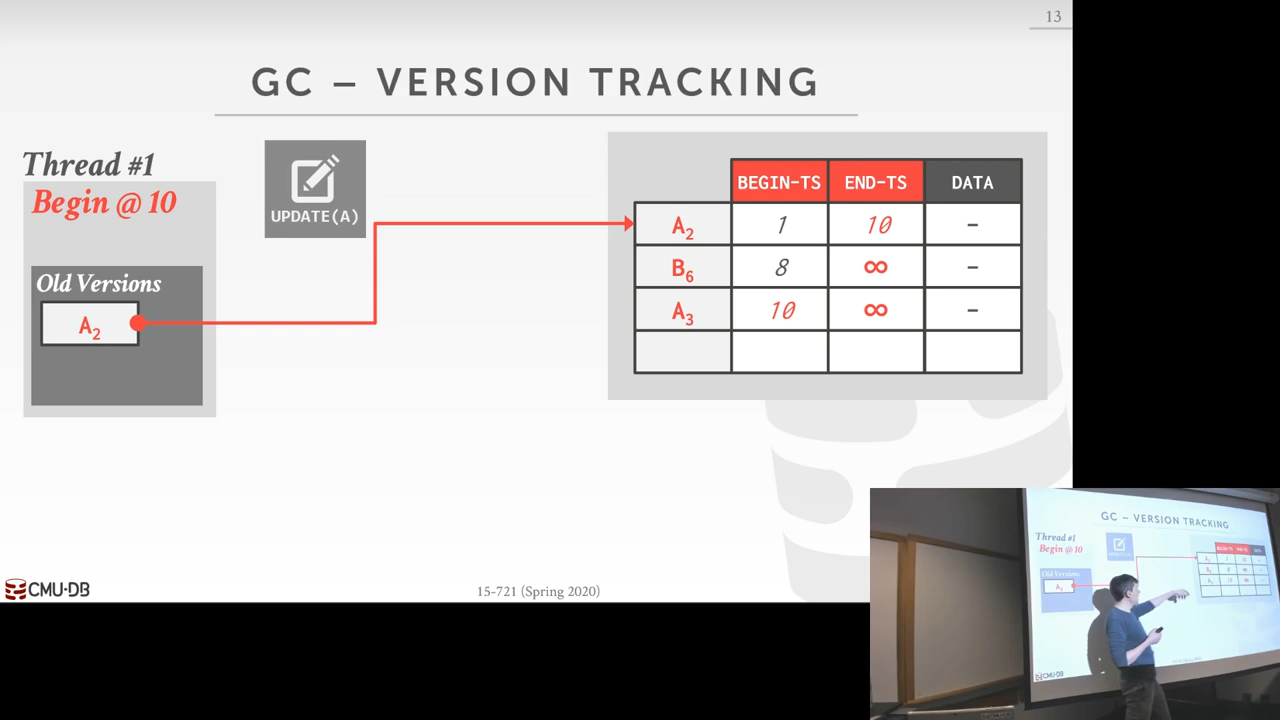 13
GC – VERSION TRACKING
Thread #1
Begin @ 10
UPDATE(A)
Old Versions
A2
BEGIN-TS END-TS DATA
A2 1 10 –
B6 8 ∞ –
A3 10 ∞ –
CMU·DB
15-721 (Spring 2020)
GC – VERSION TRACKING
Thread #1
Begin @ 10
Old Versions
CMU·DB